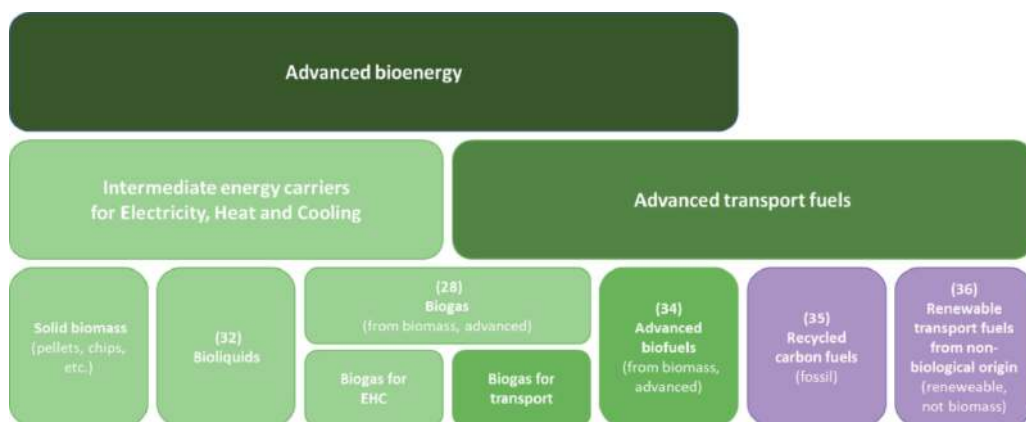 Advanced bioenergy
Intermediate energy carriers
for Electricity, Heat and Cooling
Advanced transport fuels
Solid biomass
(pellets, chips,
etc.)
(32)
Bioliquids
(28)
Biogas
(from biomass, advanced)
Biogas for
EHC
Biogas for
transport
(34)
Advanced
biofuels
(from biomass,
advanced)
(35)
Recycled
carbon fuels
(fossil)
(36)
Renewable
transport fuels
from non-
biological origin
(reneweable,
not biomass)